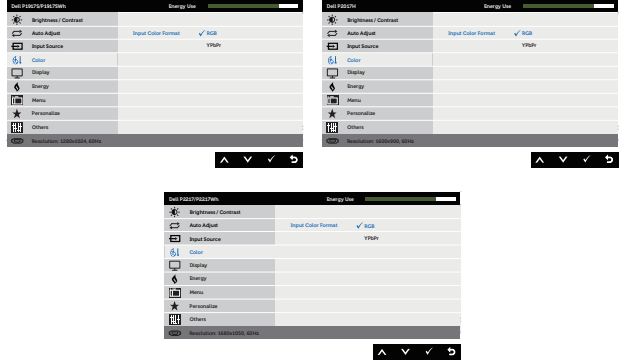 Dell P1917S/P1917SWh Energy Use
Brightness / Contrast
Auto Adjust Input Color Format ✓ RGB
Input Source YPbPr
Color
Display
Energy
Menu
Personalize
Others
Resolution: 1280x1024, 60Hz
Dell P2017H Energy Use
Brightness / Contrast
Auto Adjust Input Color Format ✓ RGB
Input Source YPbPr
Color
Display
Energy
Menu
Personalize
Others
Resolution: 1600x900, 60Hz
Dell P2217/P2217Wh Energy Use
Brightness / Contrast
Auto Adjust Input Color Format ✓ RGB
Input Source YPbPr
Color
Display
Energy
Menu
Personalize
Others
Resolution: 1680x1050, 60Hz